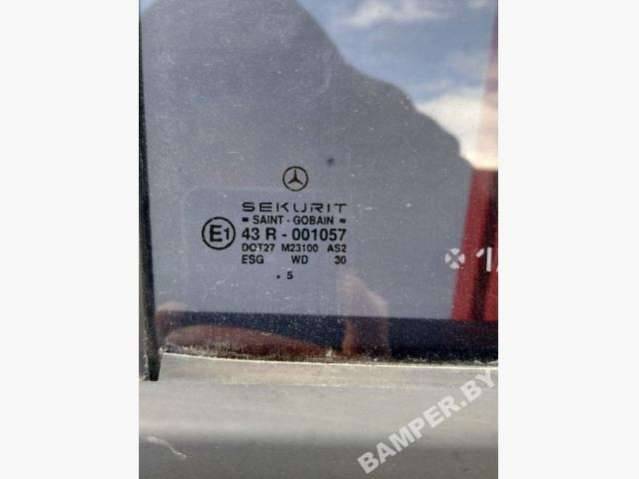 SEKURIT
= SAINT - GOBAIN =
E1 43 R - 001057
DOT27 M23100 AS2
ESG WD 30
. 5
BAMPER.BY